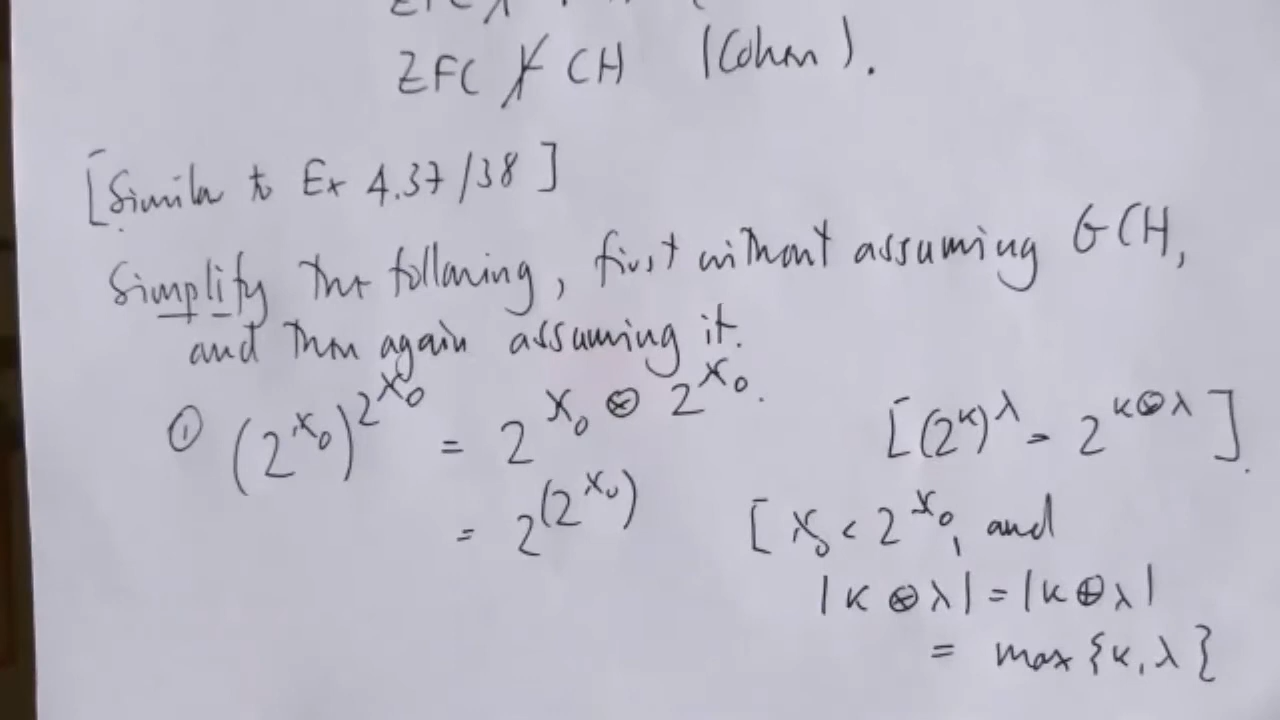 ZFC ⊬ CH (Cohen).
[Similar to Ex 4.37/38]
Simplify the following, first without assuming GCH,
and then again assuming it.
① (2^ℵ₀)^2^ℵ₀ = 2^ℵ₀ ⊗ 2^ℵ₀. [(2^κ)^λ = 2^κ⊗λ].
= 2^(2^ℵ₀) [ℵ₀ < 2^ℵ₀, and
|κ ⊗ λ| = |κ ⊕ λ|
= max {κ, λ}